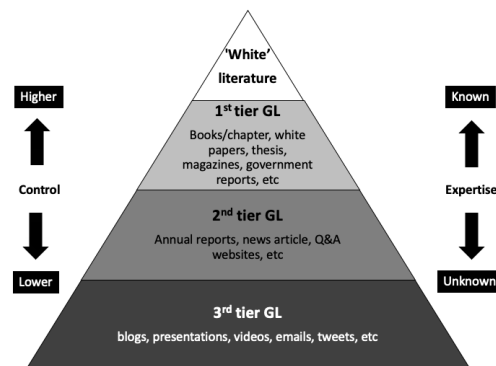 'White'
literature
Higher
Known
1st tier GL
Books/chapter, white
papers, thesis,
magazines, government
reports, etc
Control
Expertise
2nd tier GL
Annual reports, news article, Q&A
websites, etc
Lower
Unknown
3rd tier GL
blogs, presentations, videos, emails, tweets, etc